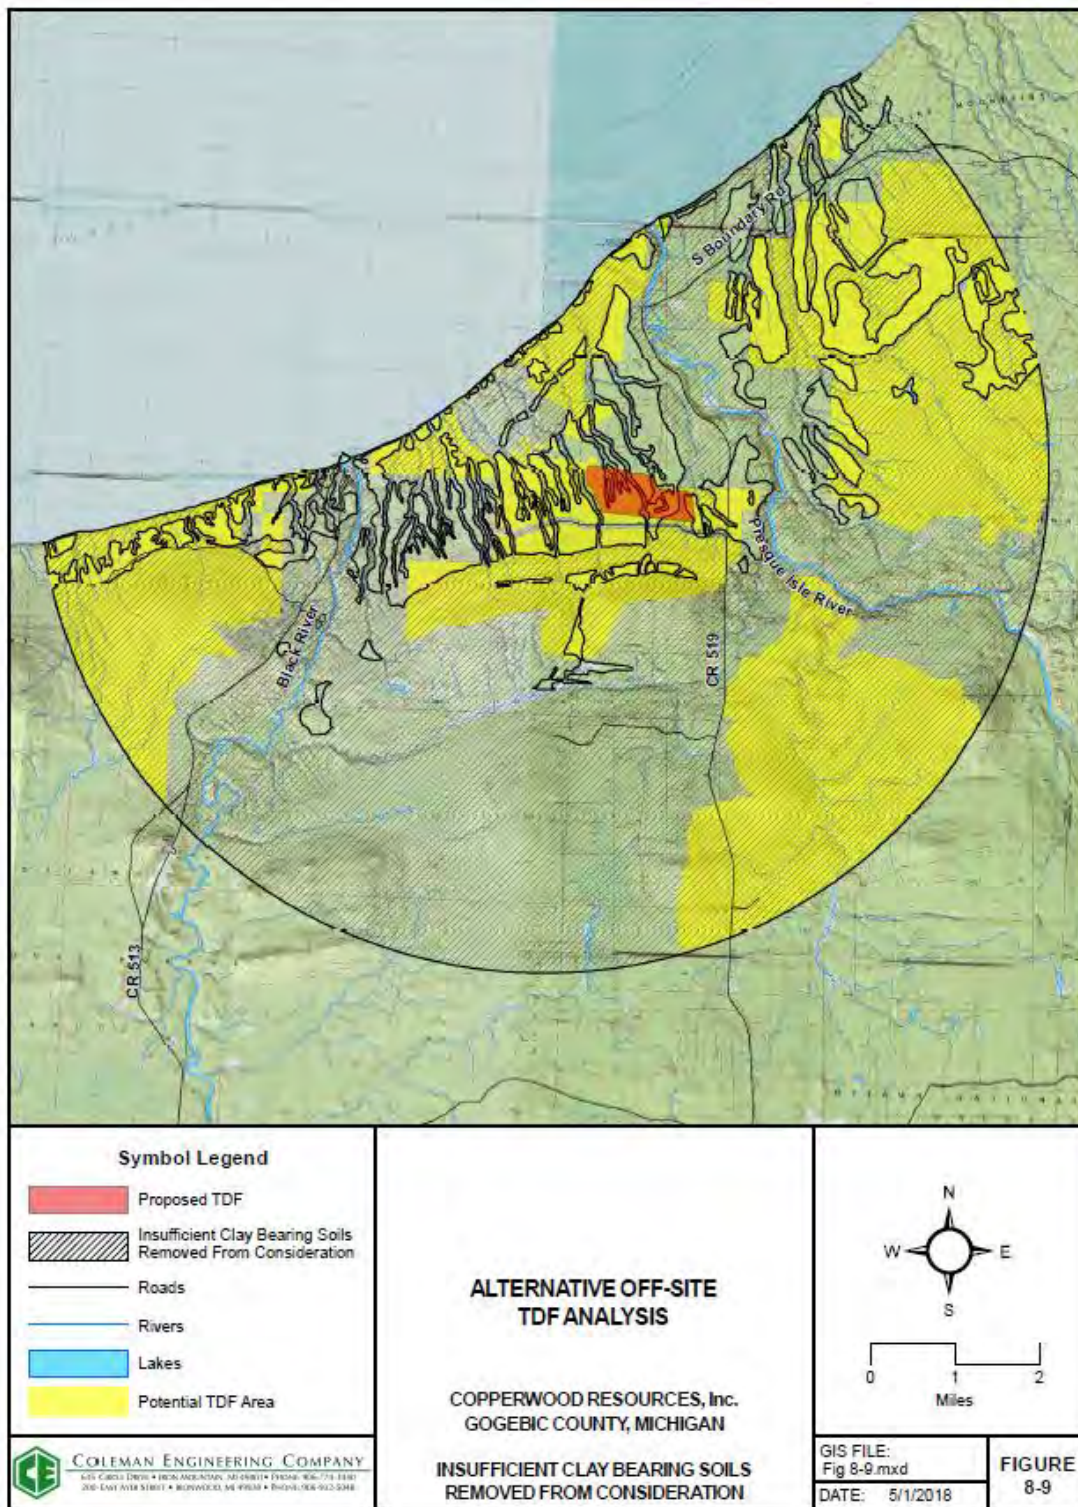 S Boundary Rd
Presque Isle River
Black River
CR 519
CR 513
Symbol Legend
Proposed TDF
Insufficient Clay Bearing Soils
Removed From Consideration
Roads
Rivers
Lakes
Potential TDF Area
COLEMAN ENGINEERING COMPANY
ALTERNATIVE OFF-SITE
TDF ANALYSIS
COPPERWOOD RESOURCES, Inc.
GOGEBIC COUNTY, MICHIGAN
INSUFFICIENT CLAY BEARING SOILS
REMOVED FROM CONSIDERATION
N
W E
S
0 1 2
Miles
GIS FILE:
Fig 8-9.mxd
DATE: 5/1/2018
FIGURE
8-9